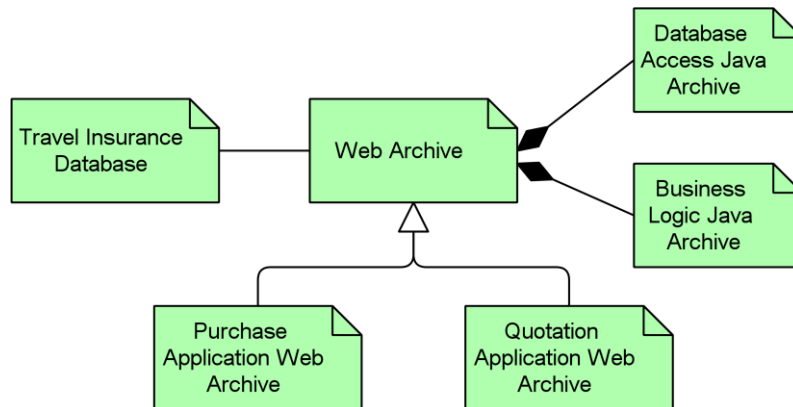 Database
Access Java
Archive
Travel Insurance
Database
Web Archive
Business
Logic Java
Archive
Purchase
Application Web
Archive
Quotation
Application Web
Archive